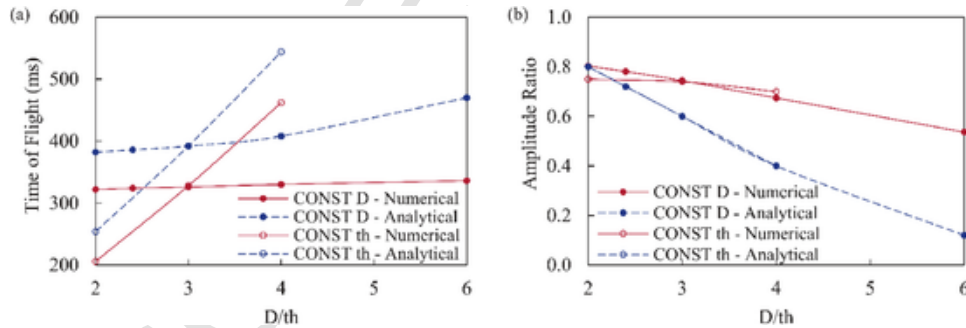 (a)
600
500
400
300
200
Time of Flight (ms)
CONST D - Numerical
CONST D - Analytical
CONST th - Numerical
CONST th - Analytical
2 3 4 5 6
D/th
(b)
1.0
0.8
0.6
0.4
0.2
0.0
Amplitude Ratio
CONST D - Numerical
CONST D - Analytical
CONST th - Numerical
CONST th - Analytical
2 3 4 5 6
D/th